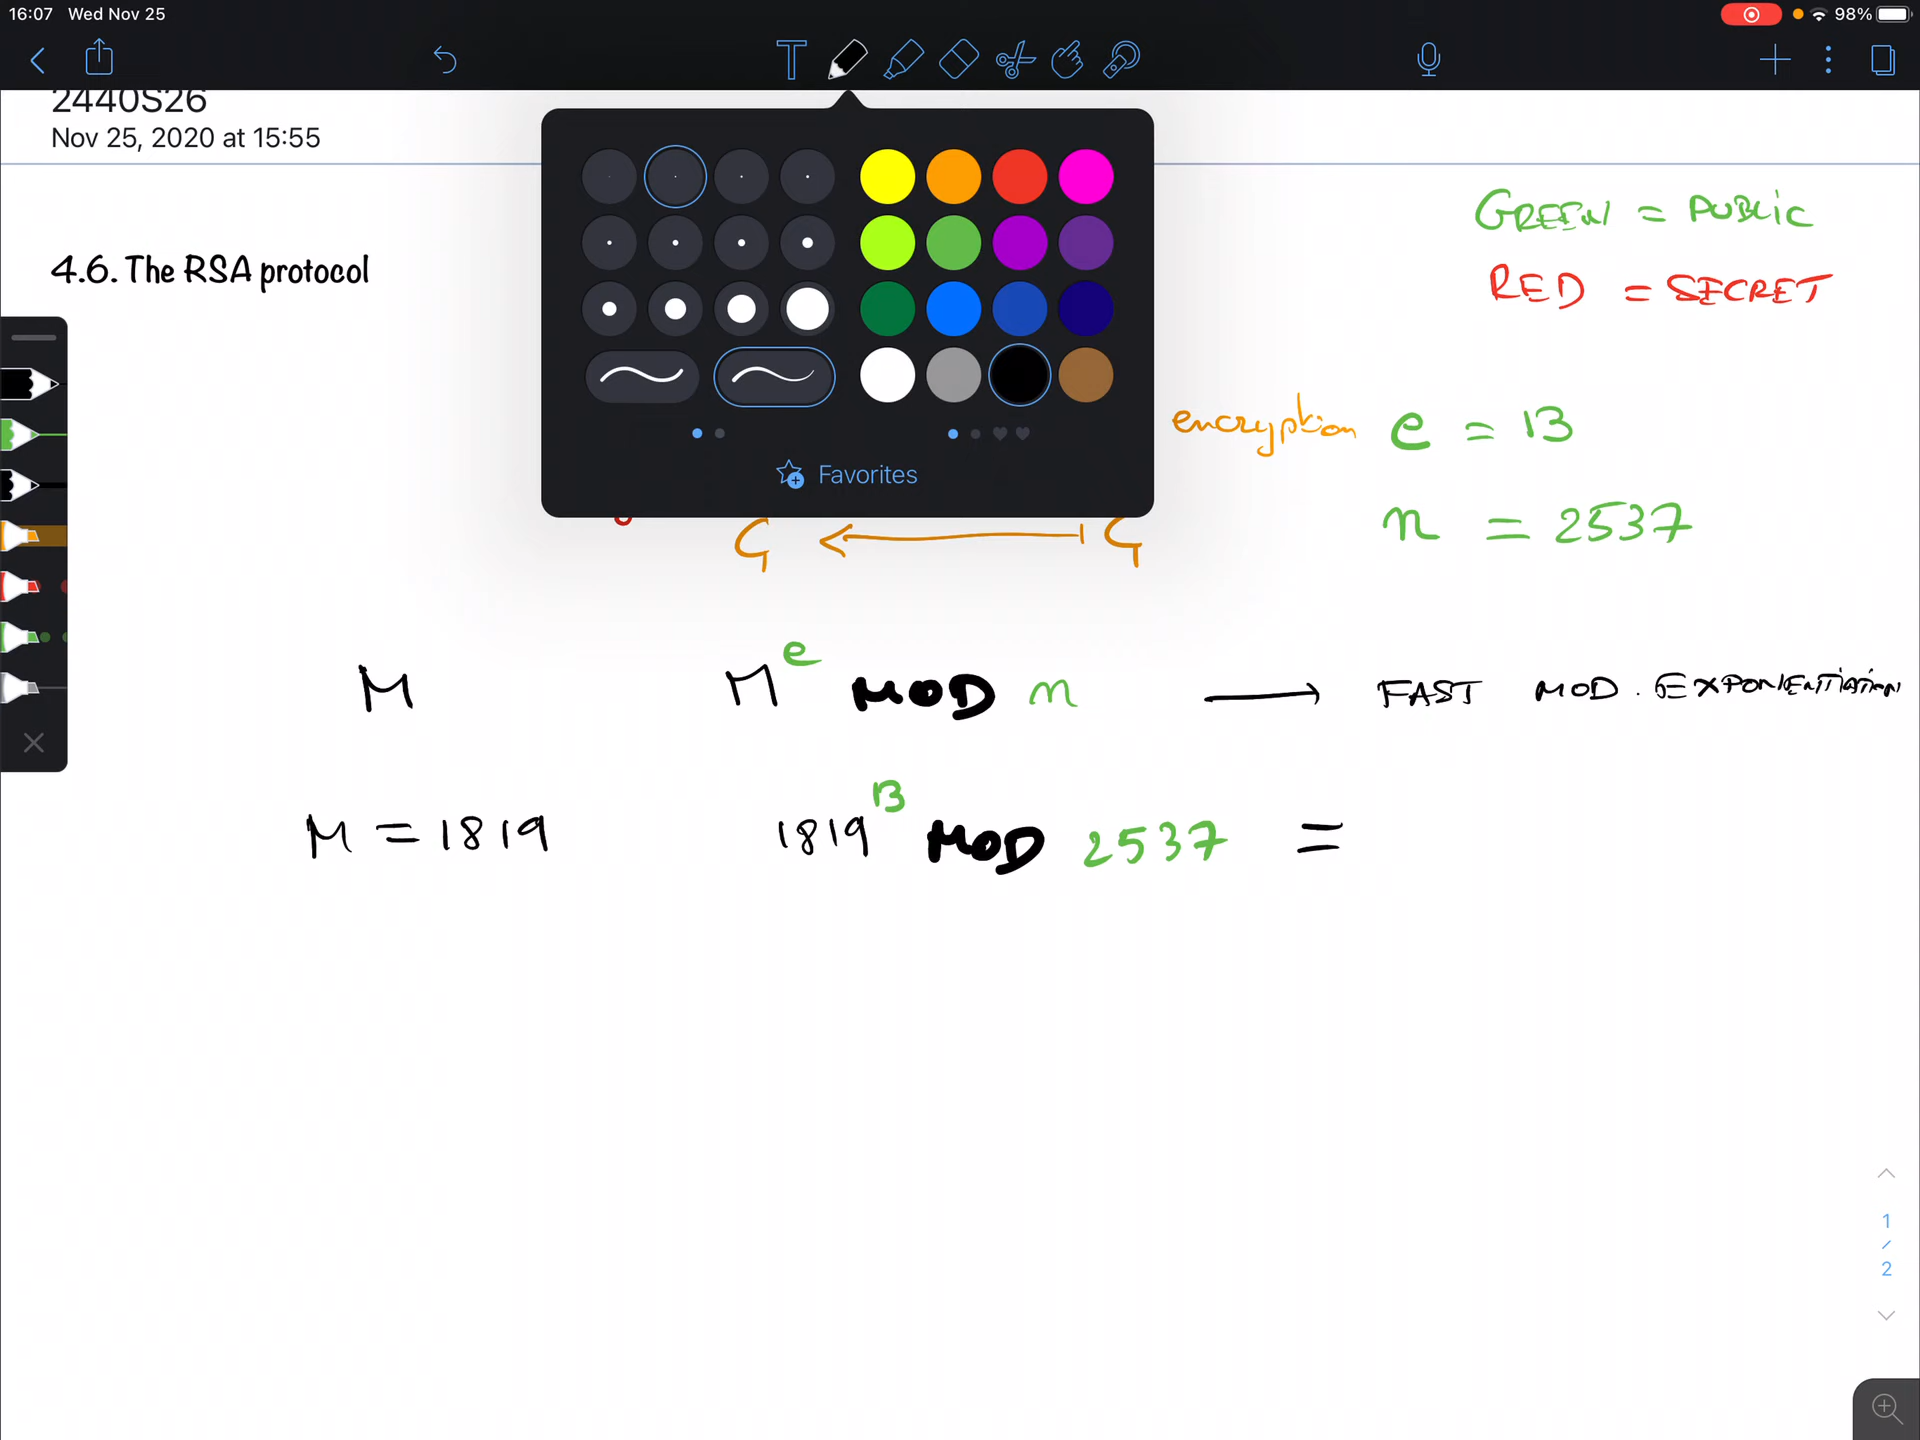 16:07 Wed Nov 25
98%
2440S26
Nov 25, 2020 at 15:55
GREEN = PUBLIC
4.6. The RSA protocol
RED = SECRET
encryption e = 13
Favorites
n = 2537
M M^e MOD n → FAST MOD. EXPONENTIATION
M = 1819 1819^13 MOD 2537 =
1
/
2